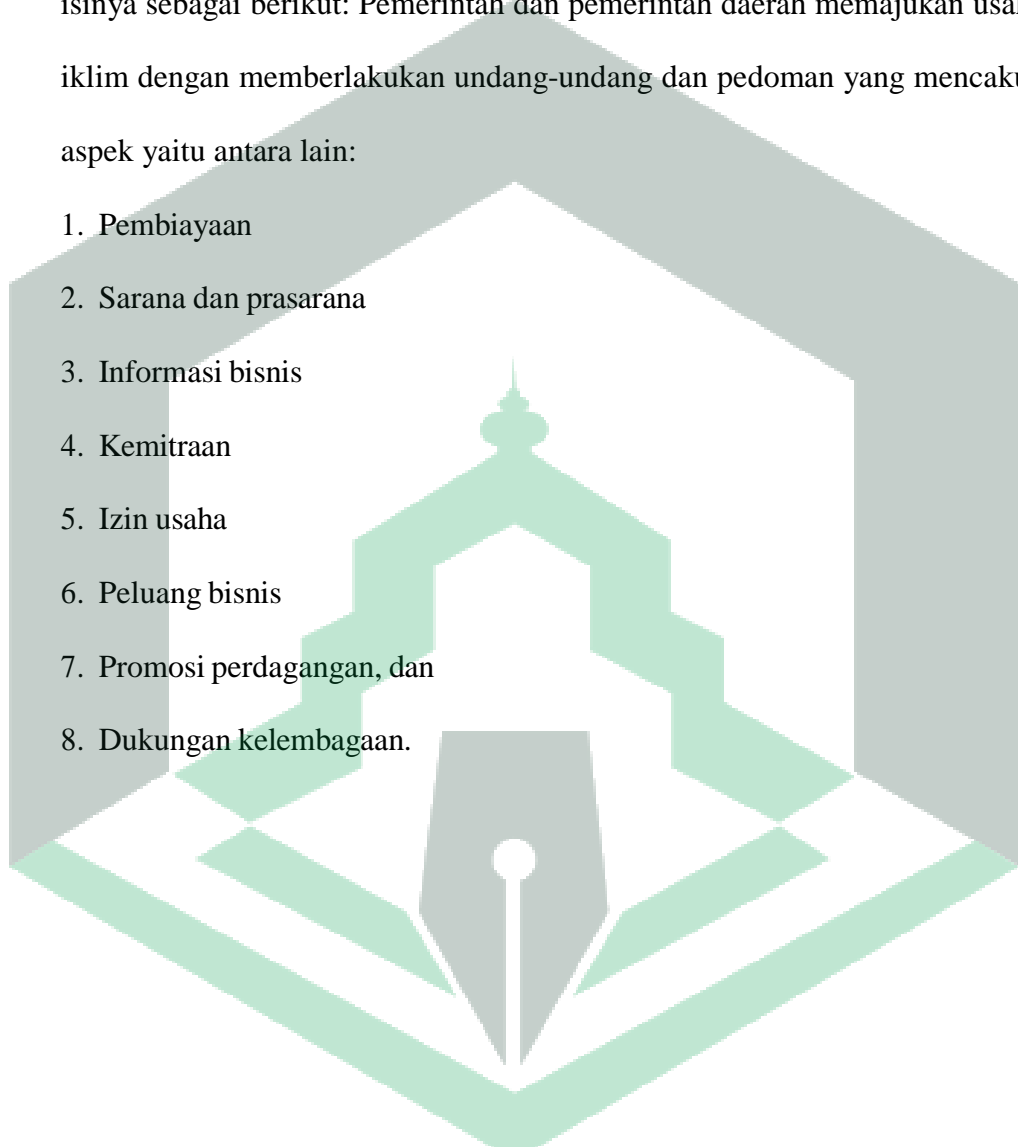 isinya sebagai berikut: Pemerintah dan pemerintah daerah memajukan
iklim dengan memberlakukan undang-undang dan pedoman yang
aspek yaitu antara lain:
1. Pembiayaan
2. Sarana dan prasarana
3. Informasi bisnis
4. Kemitraan
5. Izin usaha
6. Peluang bisnis
7. Promosi perdagangan, dan
8. Dukungan kelembagaan.